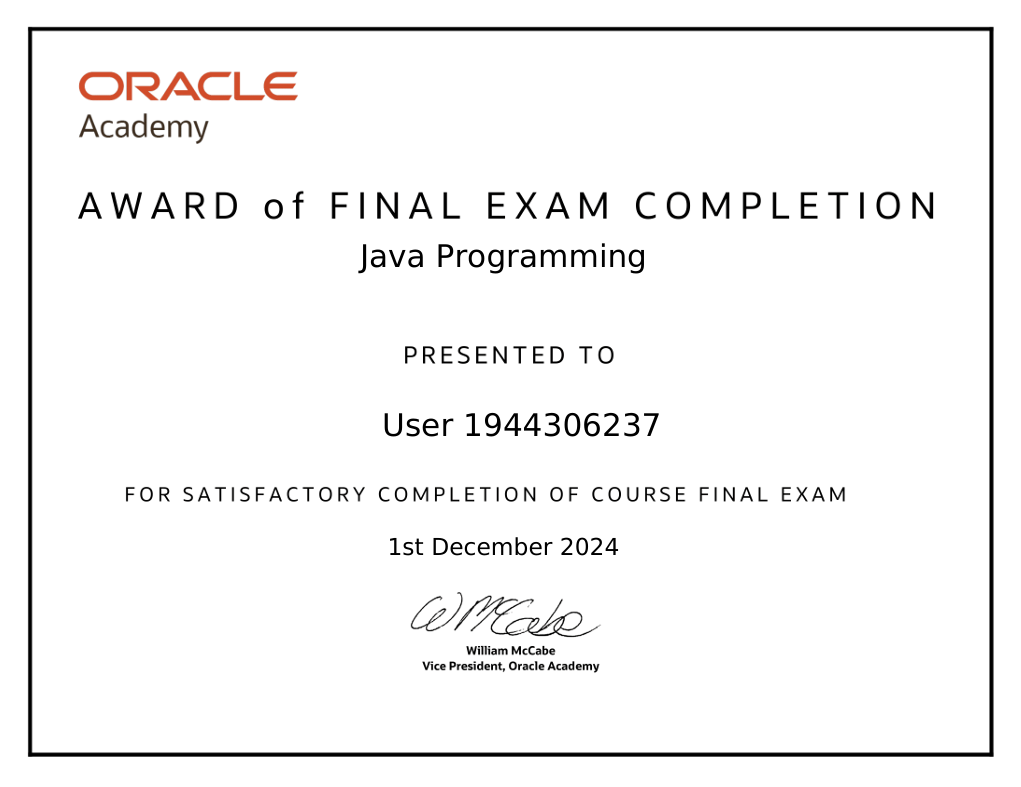 ORACLE
Academy
AWARD of FINAL EXAM COMPLETION
Java Programming
PRESENTED TO
User 1944306237
FOR SATISFACTORY COMPLETION OF COURSE FINAL EXAM
1st December 2024
WMcCabe
William McCabe
Vice President, Oracle Academy